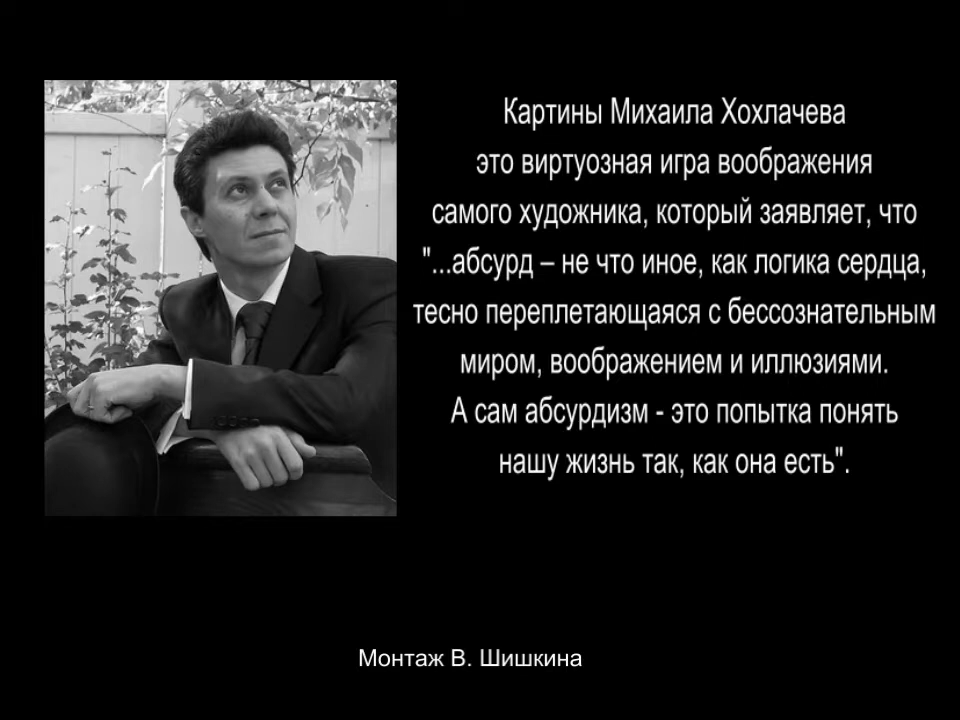 Картины Михаила Хохлачева
это виртуозная игра воображения
самого художника, который заявляет, что
"...абсурд – не что иное, как логика сердца,
тесно переплетающаяся с бессознательным
миром, воображением и иллюзиями.
А сам абсурдизм - это попытка понять
нашу жизнь так, как она есть".
Монтаж В. Шишкина